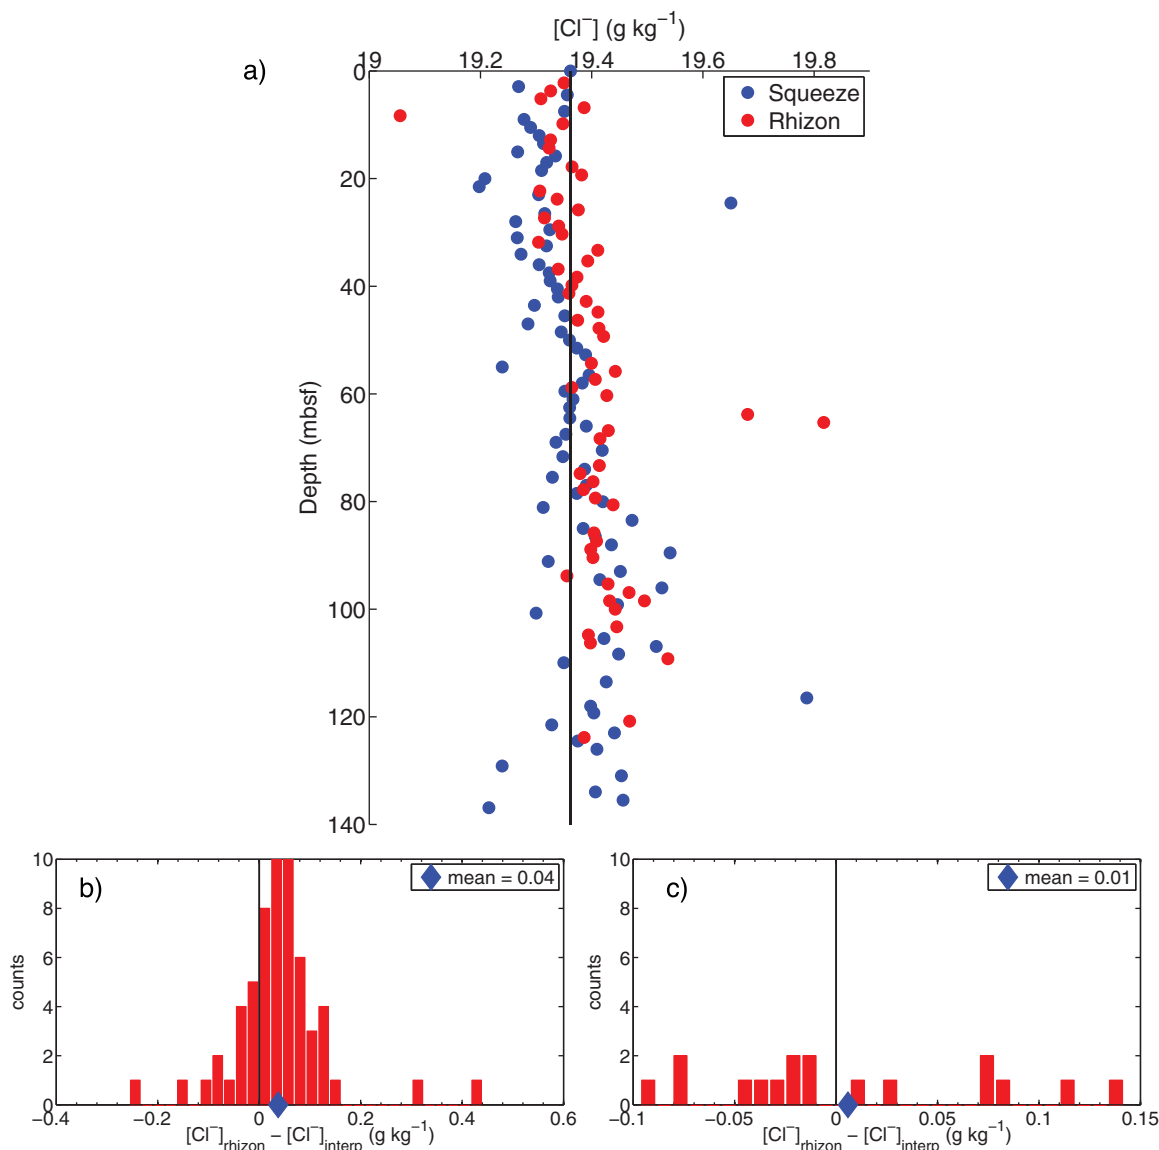 [Cl⁻] (g kg⁻¹)
19 19.2 19.4 19.6 19.8
a)
Squeeze
Rhizon
0
20
40
60
80
100
120
140
Depth (mbsf)
b)
mean = 0.04
10
8
6
4
2
0
counts
−0.4 −0.2 0 0.2 0.4 0.6
[Cl⁻]rhizon − [Cl⁻]interp (g kg⁻¹)
c)
mean = 0.01
10
8
6
4
2
0
counts
−0.1 −0.05 0 0.05 0.1 0.15
[Cl⁻]rhizon − [Cl⁻]interp (g kg⁻¹)